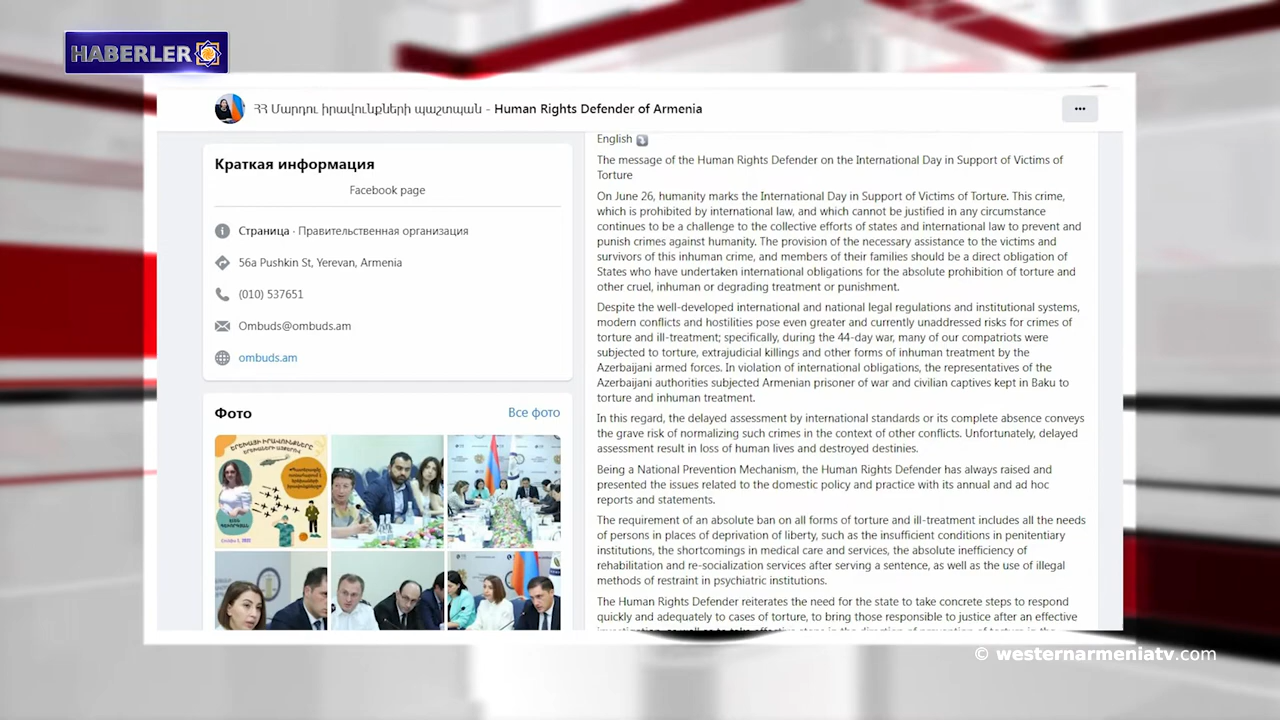 HABERLER
ՀՀ Մարդու իրավունքների պաշտպան - Human Rights Defender of Armenia
Краткая информация
Facebook page
Страница · Правительственная организация
56a Pushkin St, Yerevan, Armenia
(010) 537651
Ombuds@ombuds.am
ombuds.am
Фото
Все фото
English
The message of the Human Rights Defender on the International Day in Support of Victims of
Torture
On June 26, humanity marks the International Day in Support of Victims of Torture. This crime,
which is prohibited by international law, and which cannot be justified in any circumstance
continues to be a challenge to the collective efforts of states and international law to prevent and
punish crimes against humanity. The provision of the necessary assistance to the victims and
survivors of this inhuman crime, and members of their families should be a direct obligation of
States who have undertaken international obligations for the absolute prohibition of torture and
other cruel, inhuman or degrading treatment or punishment.
Despite the well-developed international and national legal regulations and institutional systems,
modern conflicts and hostilities pose even greater and currently unaddressed risks for crimes of
torture and ill-treatment; specifically, during the 44-day war, many of our compatriots were
subjected to torture, extrajudicial killings and other forms of inhuman treatment by the
Azerbaijani armed forces. In violation of international obligations, the representatives of the
Azerbaijani authorities subjected Armenian prisoner of war and civilian captives kept in Baku to
torture and inhuman treatment.
In this regard, the delayed assessment by international standards or its complete absence conveys
the grave risk of normalizing such crimes in the context of other conflicts. Unfortunately, delayed
assessment result in loss of human lives and destroyed destinies.
Being a National Prevention Mechanism, the Human Rights Defender has always raised and
presented the issues related to the domestic policy and practice with its annual and ad hoc
reports and statements.
The requirement of an absolute ban on all forms of torture and ill-treatment includes all the needs
of persons in places of deprivation of liberty, such as the insufficient conditions in penitentiary
institutions, the shortcomings in medical care and services, the absolute inefficiency of
rehabilitation and re-socialization services after serving a sentence, as well as the use of illegal
methods of restraint in psychiatric institutions.
The Human Rights Defender reiterates the need for the state to take concrete steps to respond
quickly and adequately to cases of torture, to bring those responsible to justice after an effective
© westernarmeniatv.com